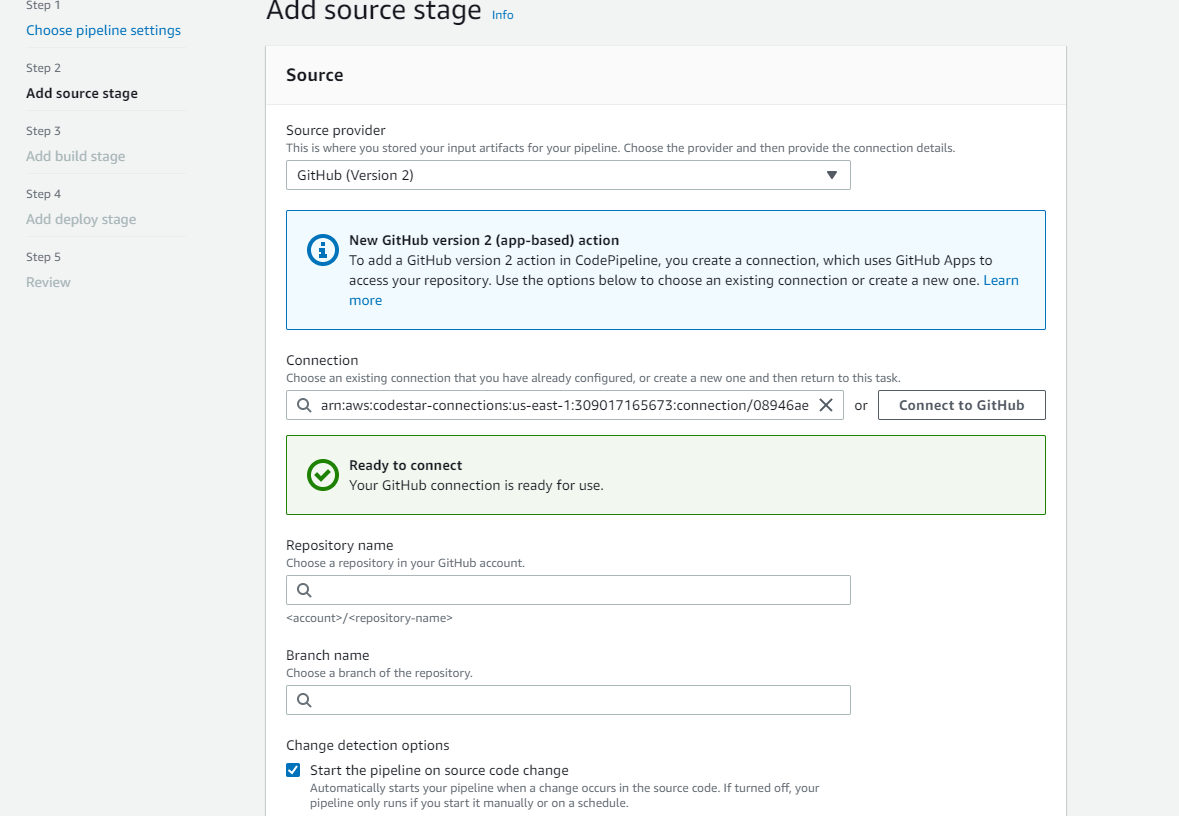 Step 1
Choose pipeline settings
Step 2
Add source stage
Step 3
Add build stage
Step 4
Add deploy stage
Step 5
Review
Add source stage Info
Source
Source provider
This is where you stored your input artifacts for your pipeline. Choose the provider and then provide the connection details.
GitHub (Version 2)
New GitHub version 2 (app-based) action
To add a GitHub version 2 action in CodePipeline, you create a connection, which uses GitHub Apps to
access your repository. Use the options below to choose an existing connection or create a new one. Learn
more
Connection
Choose an existing connection that you have already configured, or create a new one and then return to this task.
arn:aws:codestar-connections:us-east-1:309017165673:connection/08946ae or Connect to GitHub
Ready to connect
Your GitHub connection is ready for use.
Repository name
Choose a repository in your GitHub account.
<account>/<repository-name>
Branch name
Choose a branch of the repository.
Change detection options
Start the pipeline on source code change
Automatically starts your pipeline when a change occurs in the source code. If turned off, your
pipeline only runs if you start it manually or on a schedule.